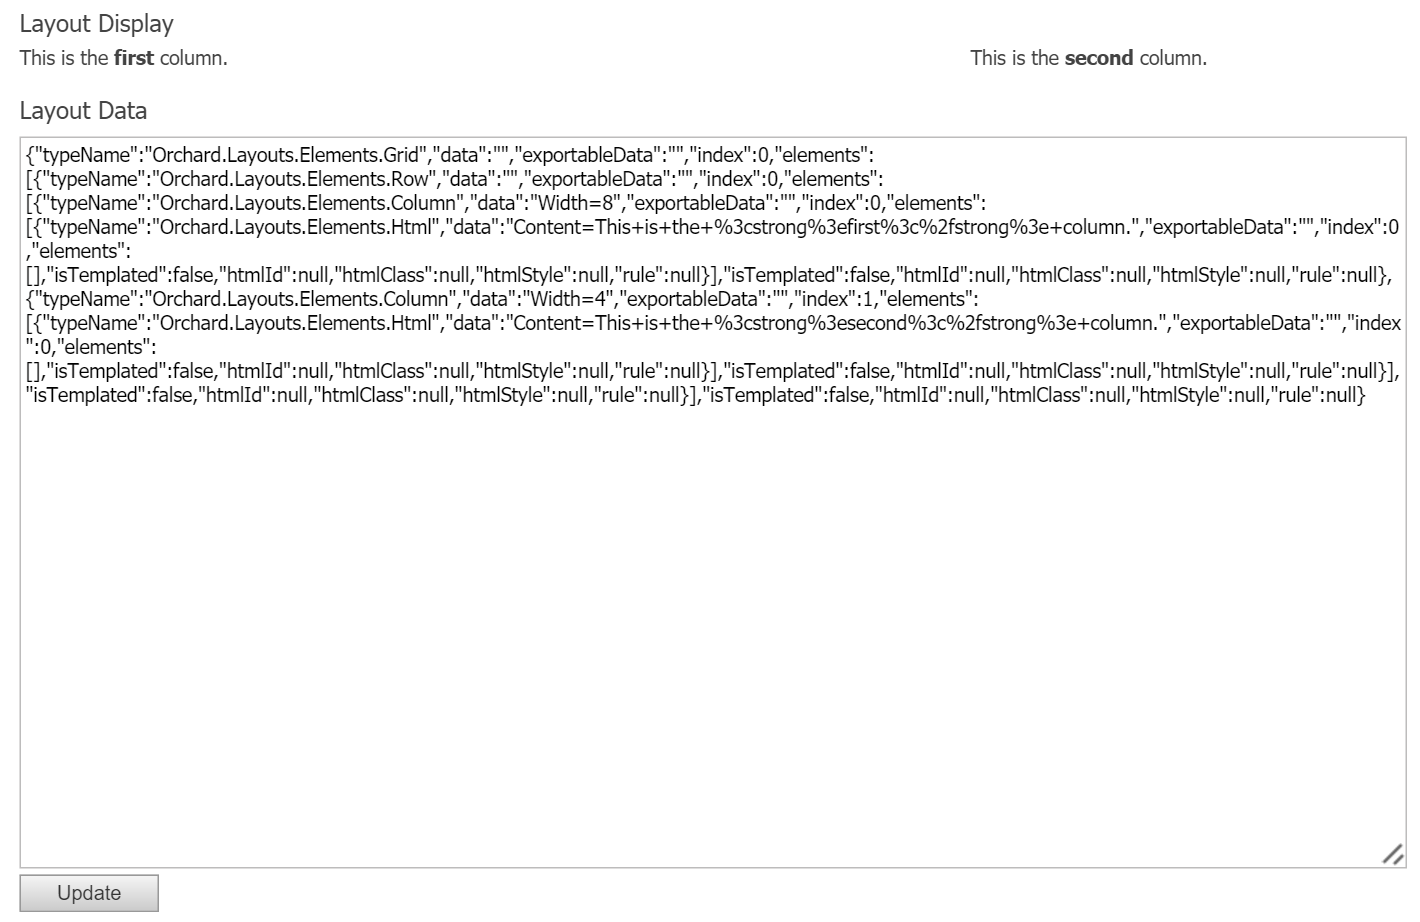 Layout Display
This is the first column. This is the second column.
Layout Data
{"typeName":"Orchard.Layouts.Elements.Grid","data":"","exportableData":"","index":0,"elements":
[{"typeName":"Orchard.Layouts.Elements.Row","data":"","exportableData":"","index":0,"elements":
[{"typeName":"Orchard.Layouts.Elements.Column","data":"Width=8","exportableData":"","index":0,"elements":
[{"typeName":"Orchard.Layouts.Elements.Html","data":"Content=This+is+the+%3cstrong%3efirst%3c%2fstrong%3e+column.","exportableData":"","index":0
,"elements":
[],"isTemplated":false,"htmlId":null,"htmlClass":null,"htmlStyle":null,"rule":null}],"isTemplated":false,"htmlId":null,"htmlClass":null,"htmlStyle":null,"rule":null},
{"typeName":"Orchard.Layouts.Elements.Column","data":"Width=4","exportableData":"","index":1,"elements":
[{"typeName":"Orchard.Layouts.Elements.Html","data":"Content=This+is+the+%3cstrong%3esecond%3c%2fstrong%3e+column.","exportableData":"","index
":0,"elements":
[],"isTemplated":false,"htmlId":null,"htmlClass":null,"htmlStyle":null,"rule":null}],"isTemplated":false,"htmlId":null,"htmlClass":null,"htmlStyle":null,"rule":null}],
"isTemplated":false,"htmlId":null,"htmlClass":null,"htmlStyle":null,"rule":null}],"isTemplated":false,"htmlId":null,"htmlClass":null,"htmlStyle":null,"rule":null}
Update